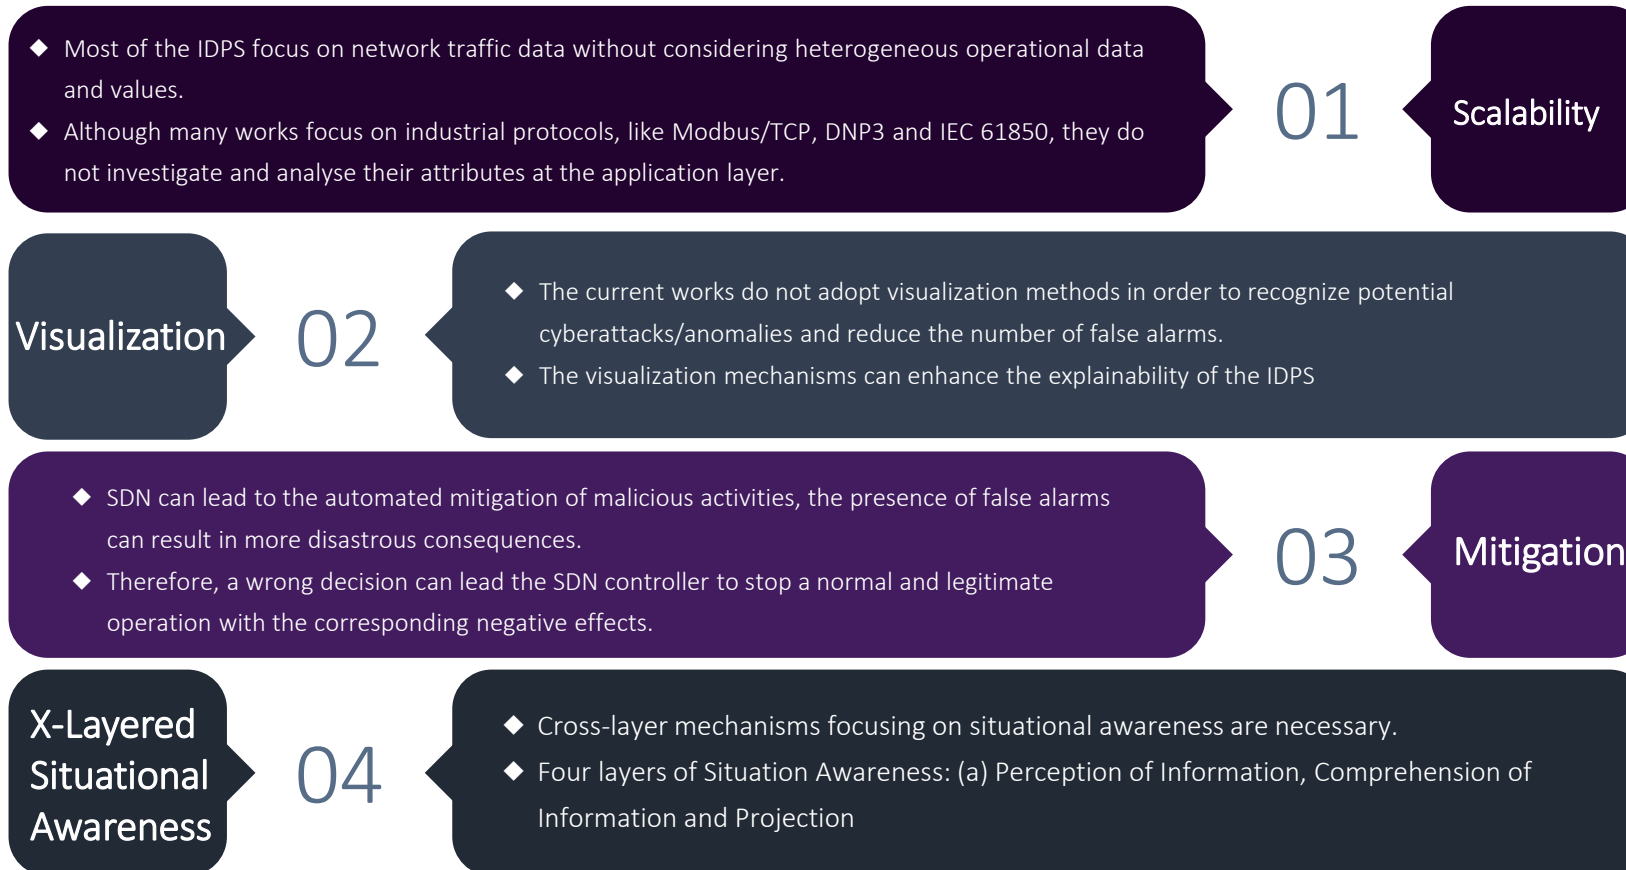 ◆ Most of the IDPS focus on network traffic data without considering heterogeneous operational data
and values.
◆ Although many works focus on industrial protocols, like Modbus/TCP, DNP3 and IEC 61850, they do
not investigate and analyse their attributes at the application layer.
01
Scalability
Visualization
02
◆ The current works do not adopt visualization methods in order to recognize potential
cyberattacks/anomalies and reduce the number of false alarms.
◆ The visualization mechanisms can enhance the explainability of the IDPS
◆ SDN can lead to the automated mitigation of malicious activities, the presence of false alarms
can result in more disastrous consequences.
◆ Therefore, a wrong decision can lead the SDN controller to stop a normal and legitimate
operation with the corresponding negative effects.
03
Mitigation
X-Layered
Situational
Awareness
04
◆ Cross-layer mechanisms focusing on situational awareness are necessary.
◆ Four layers of Situation Awareness: (a) Perception of Information, Comprehension of
Information and Projection